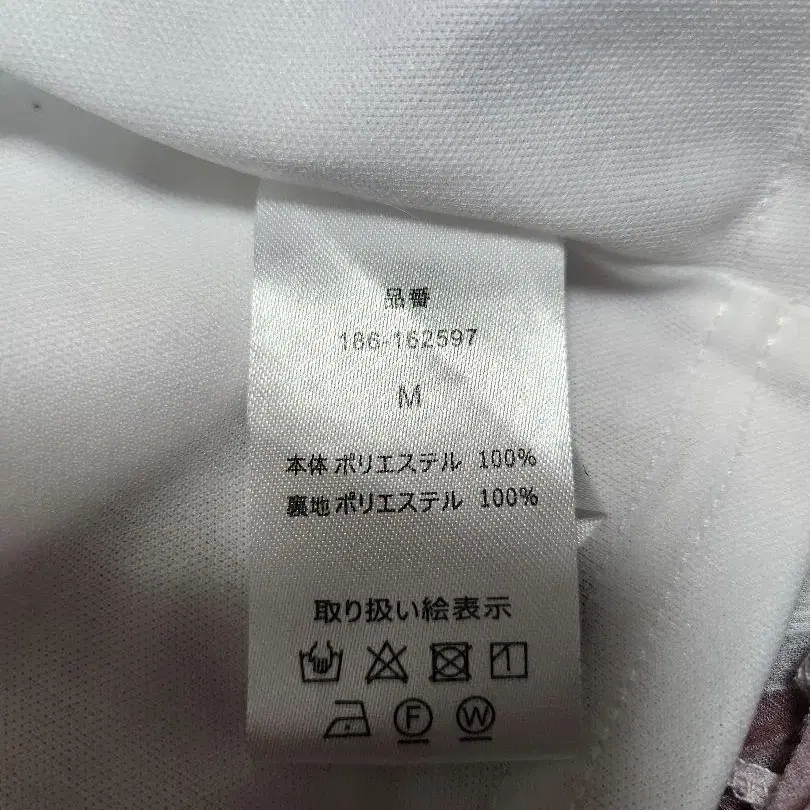 品番
186-162597
M
本体 ポリエステル 100%
裏地 ポリエステル 100%
取り扱い絵表示
F W